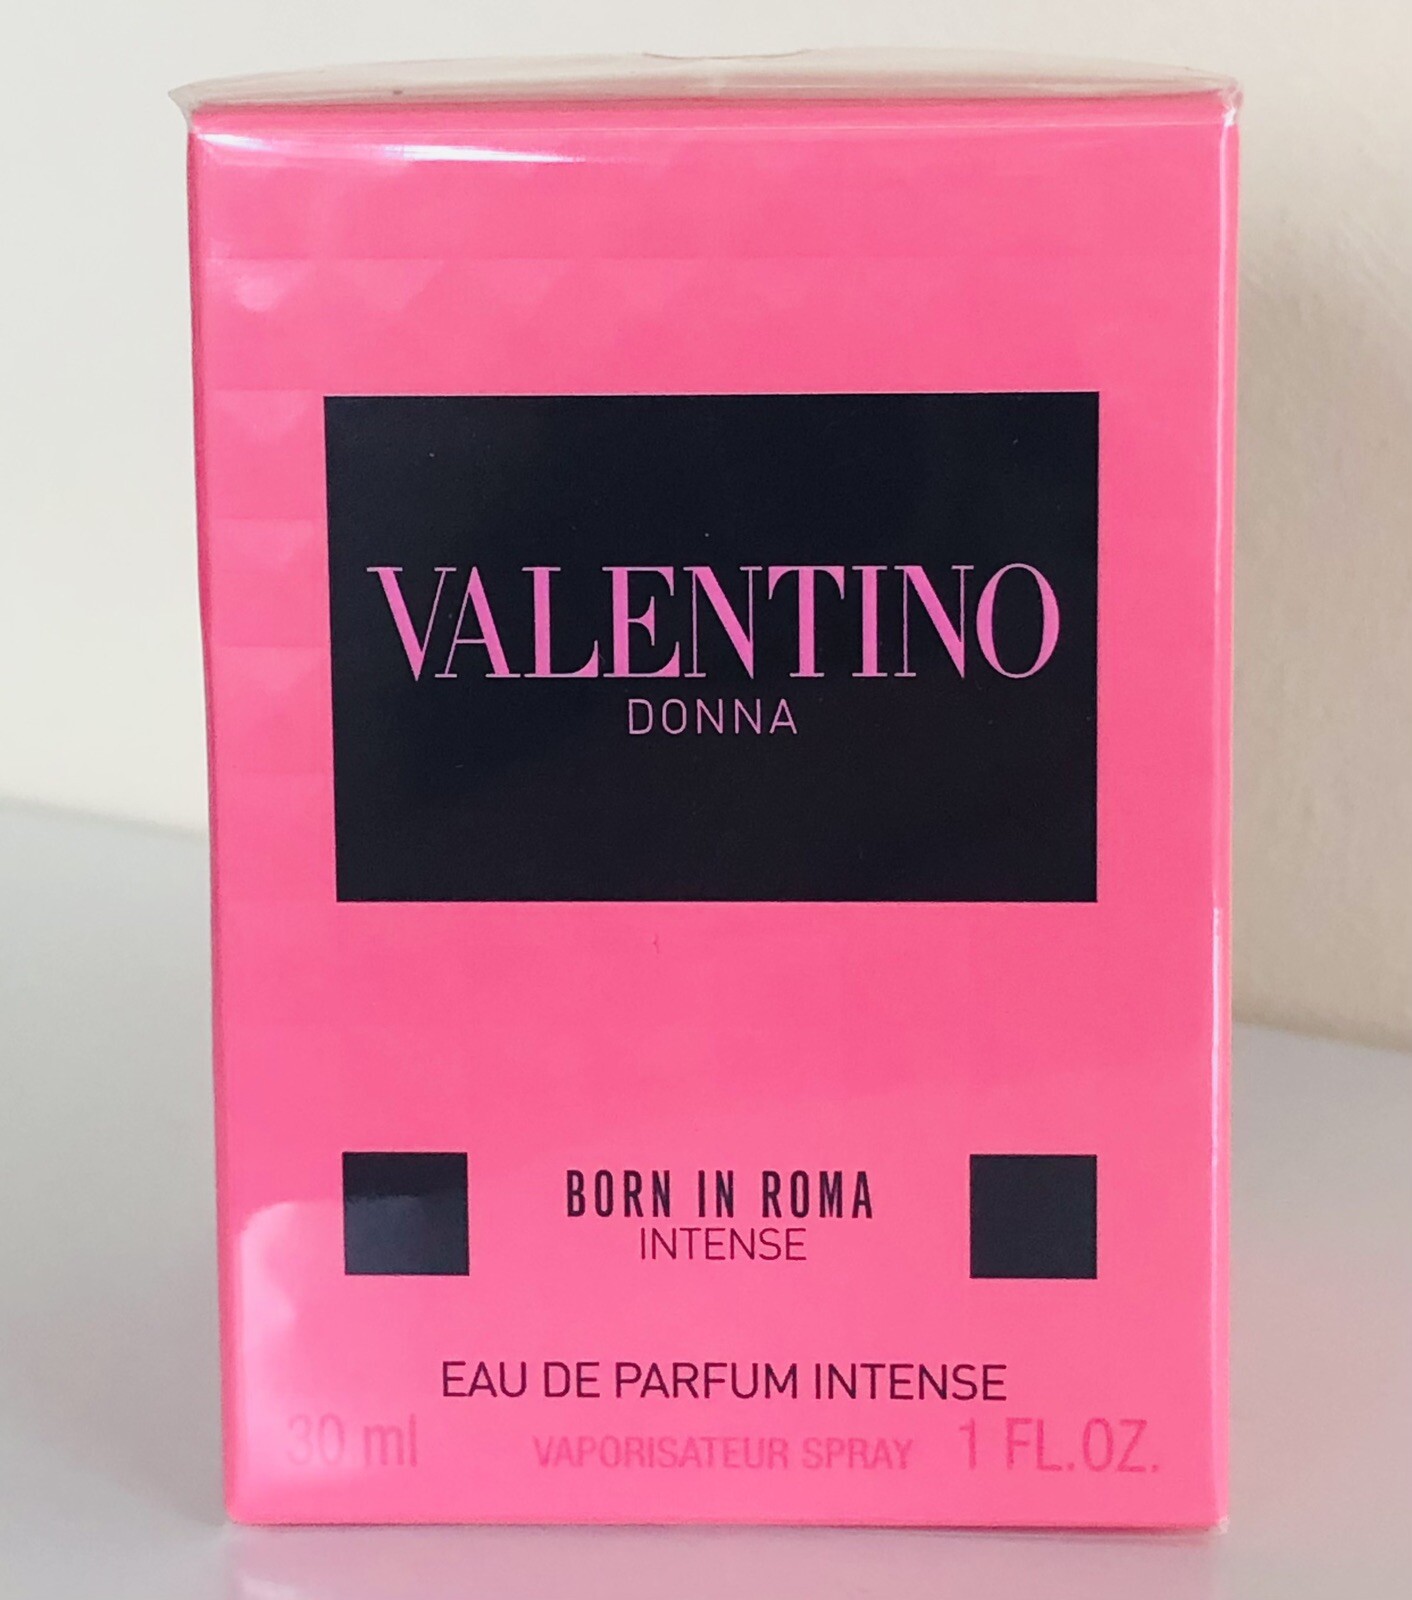 VALENTINO
DONNA
BORN IN ROMA
INTENSE
EAU DE PARFUM INTENSE
30 ml VAPORISATEUR SPRAY 1 FL.OZ.